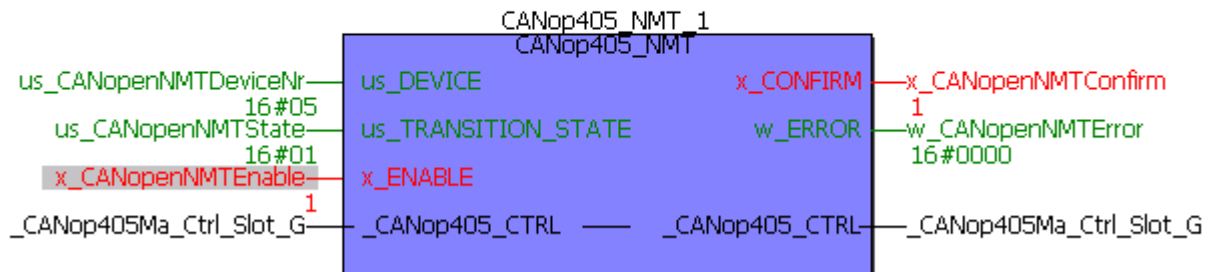 CANop405_NMT_1
CANop405_NMT
us_CANopenNMTDeviceNr us_DEVICE x_CONFIRM x_CANopenNMTConfirm
16#05 1
us_CANopenNMTState us_TRANSITION_STATE w_ERROR w_CANopenNMTError
16#01 16#0000
x_CANopenNMTEnable x_ENABLE
1
_CANop405Ma_Ctrl_Slot_G _CANop405_CTRL _CANop405_CTRL _CANop405Ma_Ctrl_Slot_G